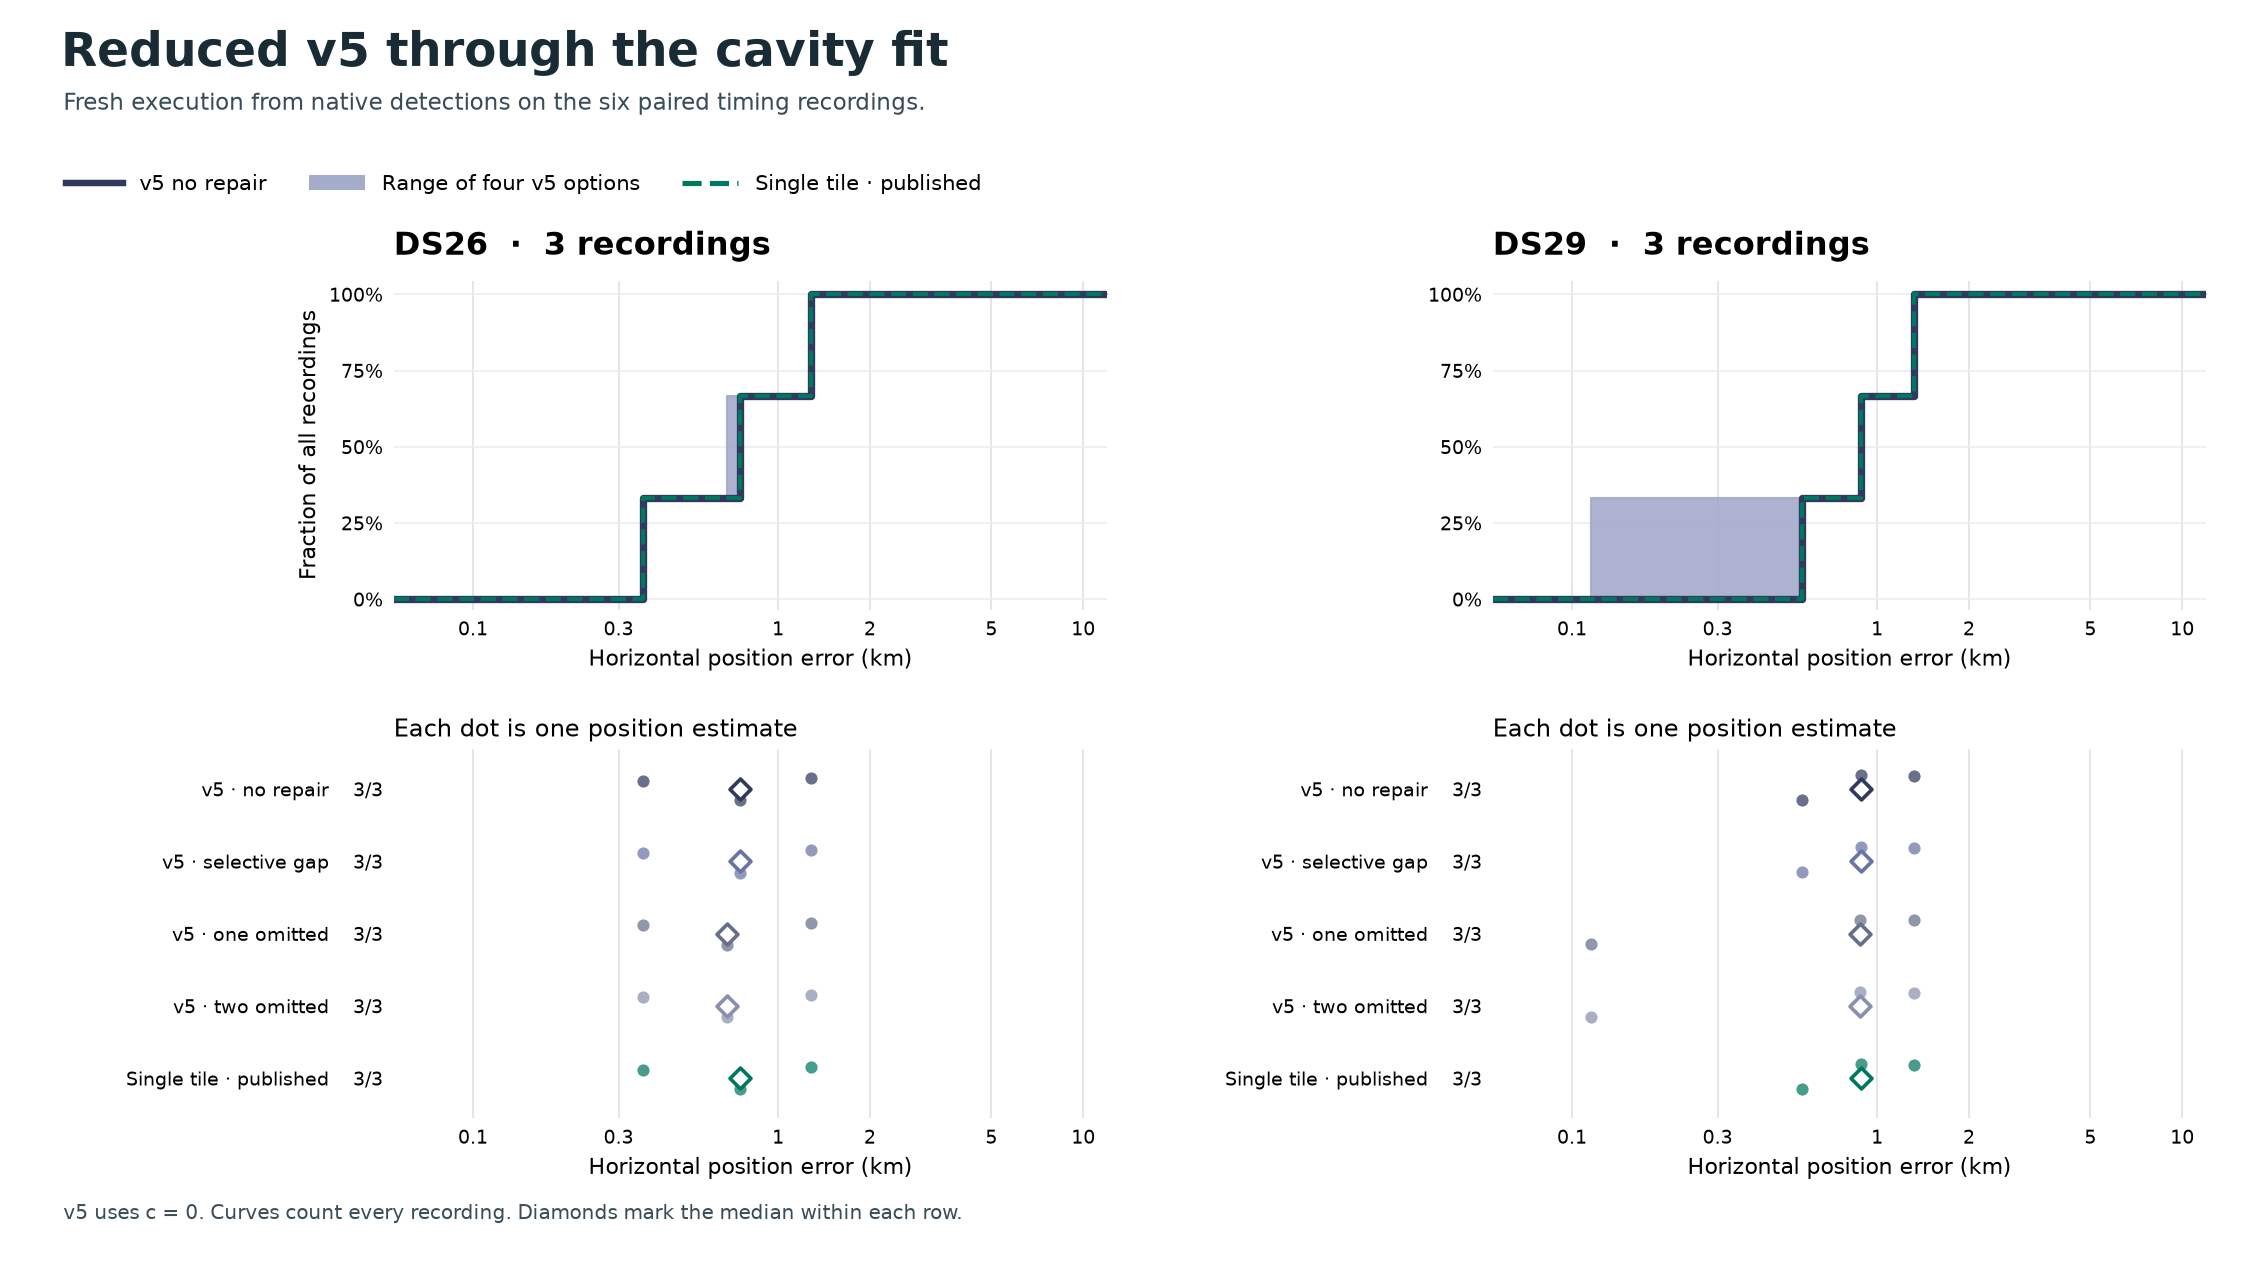 Reduced v5 through the cavity fit
Fresh execution from native detections on the six paired timing recordings.
v5 no repair
Range of four v5 options
Single tile · published
DS26 · 3 recordings
100%
75%
50%
25%
0%
Fraction of all recordings
0.1 0.3 1 2 5 10
Horizontal position error (km)
DS29 · 3 recordings
100%
75%
50%
25%
0%
0.1 0.3 1 2 5 10
Horizontal position error (km)
Each dot is one position estimate
v5 · no repair 3/3
v5 · selective gap 3/3
v5 · one omitted 3/3
v5 · two omitted 3/3
Single tile · published 3/3
0.1 0.3 1 2 5 10
Horizontal position error (km)
Each dot is one position estimate
v5 · no repair 3/3
v5 · selective gap 3/3
v5 · one omitted 3/3
v5 · two omitted 3/3
Single tile · published 3/3
0.1 0.3 1 2 5 10
Horizontal position error (km)
v5 uses c = 0. Curves count every recording. Diamonds mark the median within each row.